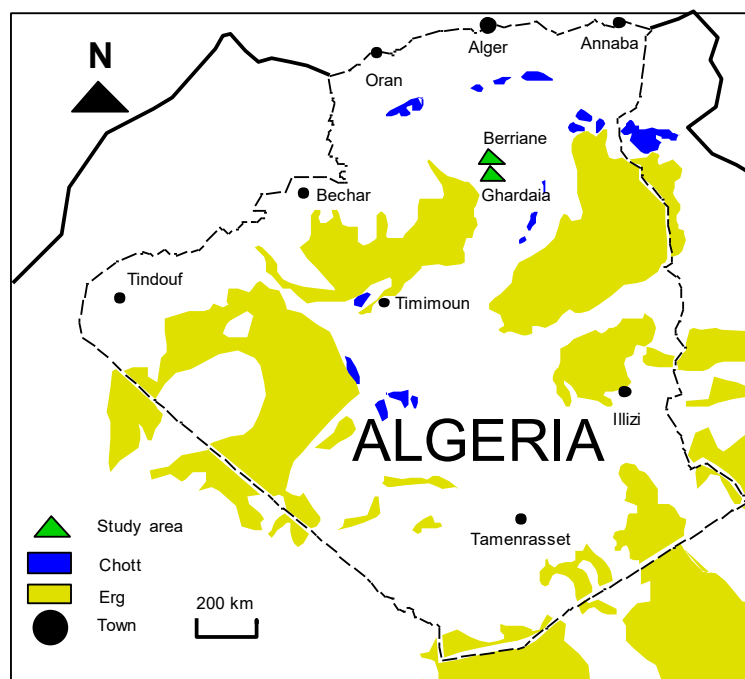 Alger
Annaba
N
Oran
Berriane
Ghardaia
Bechar
Tindouf
Timimoun
Illizi
ALGERIA
Tamenrasset
Study area
Chott
Erg
200 km
Town